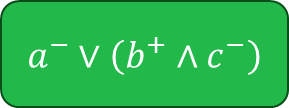 a⁻ ∨ (b⁺ ∧ c⁻)